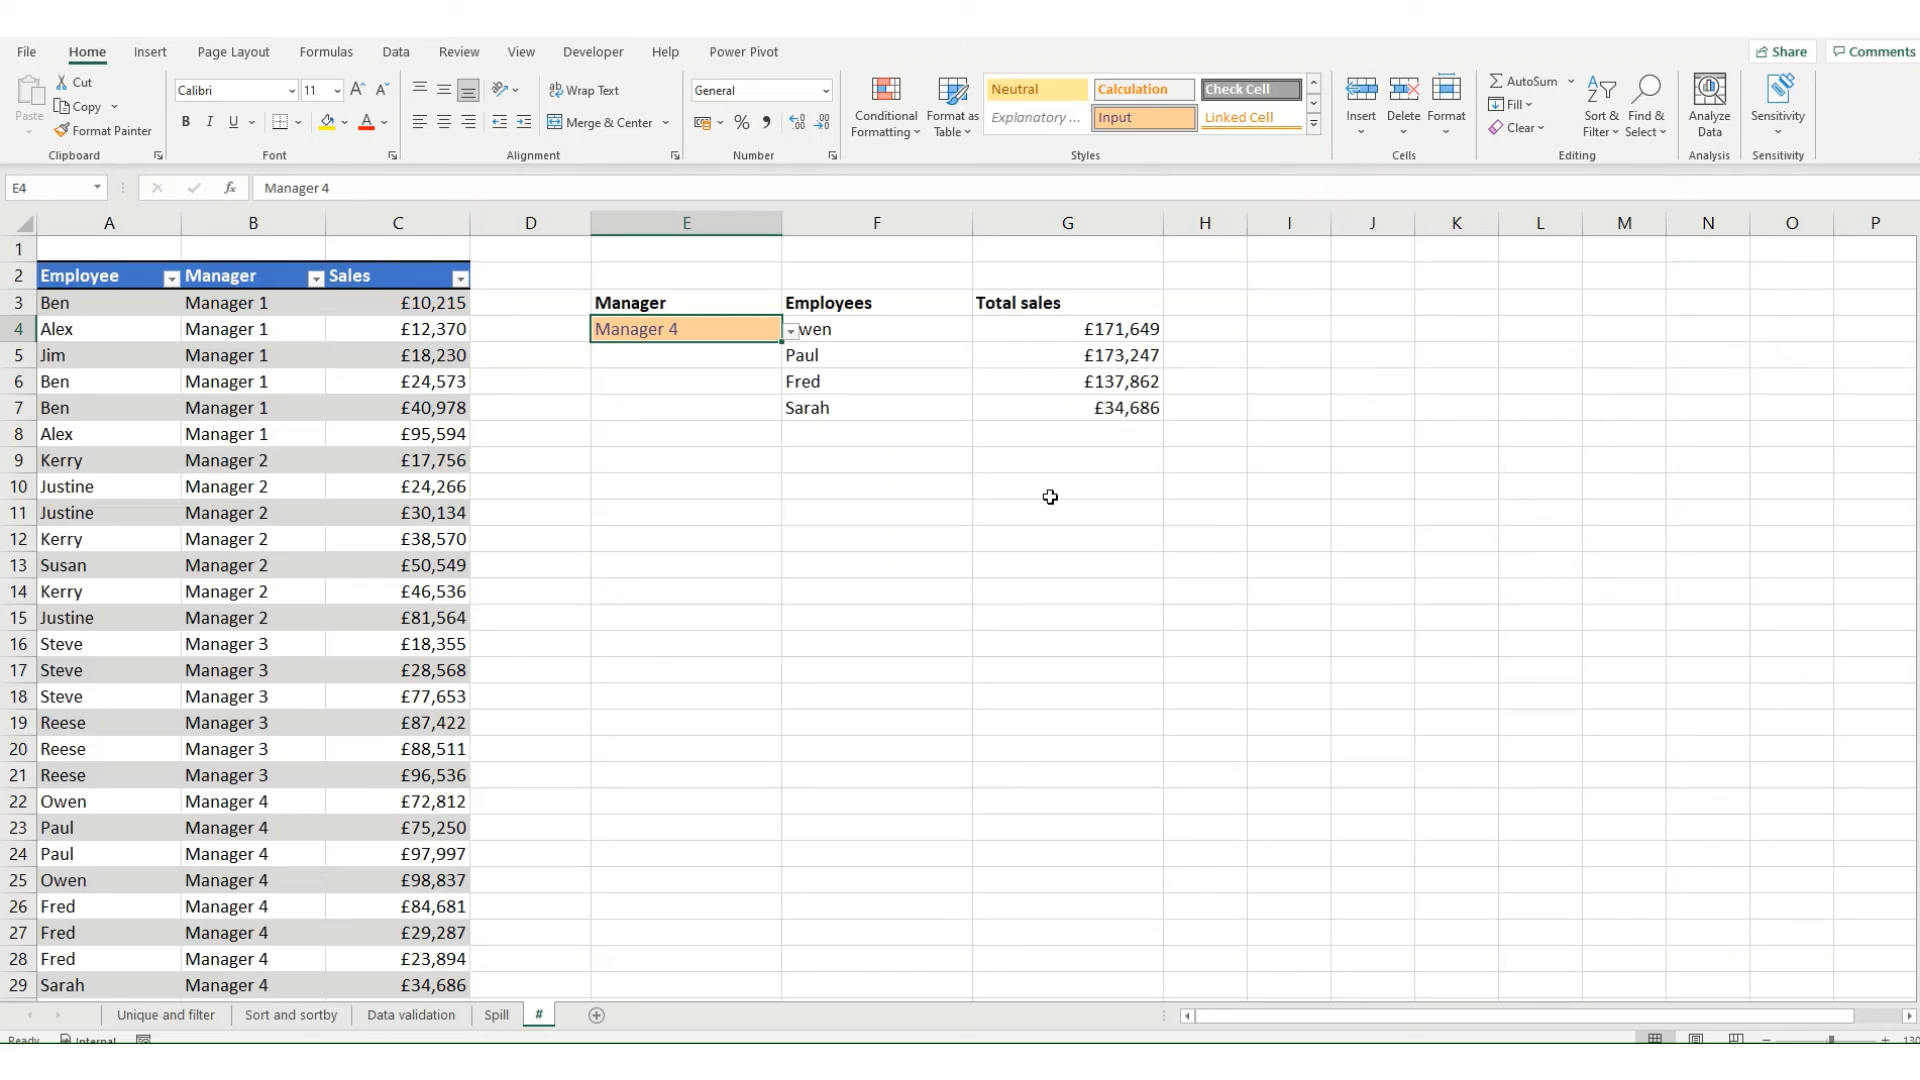 File Home Insert Page Layout Formulas Data Review View Developer Help Power Pivot Share Comments
Paste Cut Copy Format Painter Clipboard
Calibri 11 A A B I U A Font
Wrap Text Merge & Center Alignment
General % Number
Conditional Formatting Format as Table
Neutral Calculation Check Cell
Explanatory ... Input Linked Cell
Styles
Insert Delete Format Cells
AutoSum Fill Clear Sort & Filter Find & Select Editing
Analyze Data Analysis
Sensitivity Sensitivity
E4 fx Manager 4
A B C D E F G H I J K L M N O P
1
2 Employee Manager Sales
3 Ben Manager 1 £10,215 Manager Employees Total sales
4 Alex Manager 1 £12,370 Manager 4 wen £171,649
5 Jim Manager 1 £18,230 Paul £173,247
6 Ben Manager 1 £24,573 Fred £137,862
7 Ben Manager 1 £40,978 Sarah £34,686
8 Alex Manager 1 £95,594
9 Kerry Manager 2 £17,756
10 Justine Manager 2 £24,266
11 Justine Manager 2 £30,134
12 Kerry Manager 2 £38,570
13 Susan Manager 2 £50,549
14 Kerry Manager 2 £46,536
15 Justine Manager 2 £81,564
16 Steve Manager 3 £18,355
17 Steve Manager 3 £28,568
18 Steve Manager 3 £77,653
19 Reese Manager 3 £87,422
20 Reese Manager 3 £88,511
21 Reese Manager 3 £96,536
22 Owen Manager 4 £72,812
23 Paul Manager 4 £75,250
24 Paul Manager 4 £97,997
25 Owen Manager 4 £98,837
26 Fred Manager 4 £84,681
27 Fred Manager 4 £29,287
28 Fred Manager 4 £23,894
29 Sarah Manager 4 £34,686
Unique and filter Sort and sortby Data validation Spill #
Ready Internal 130